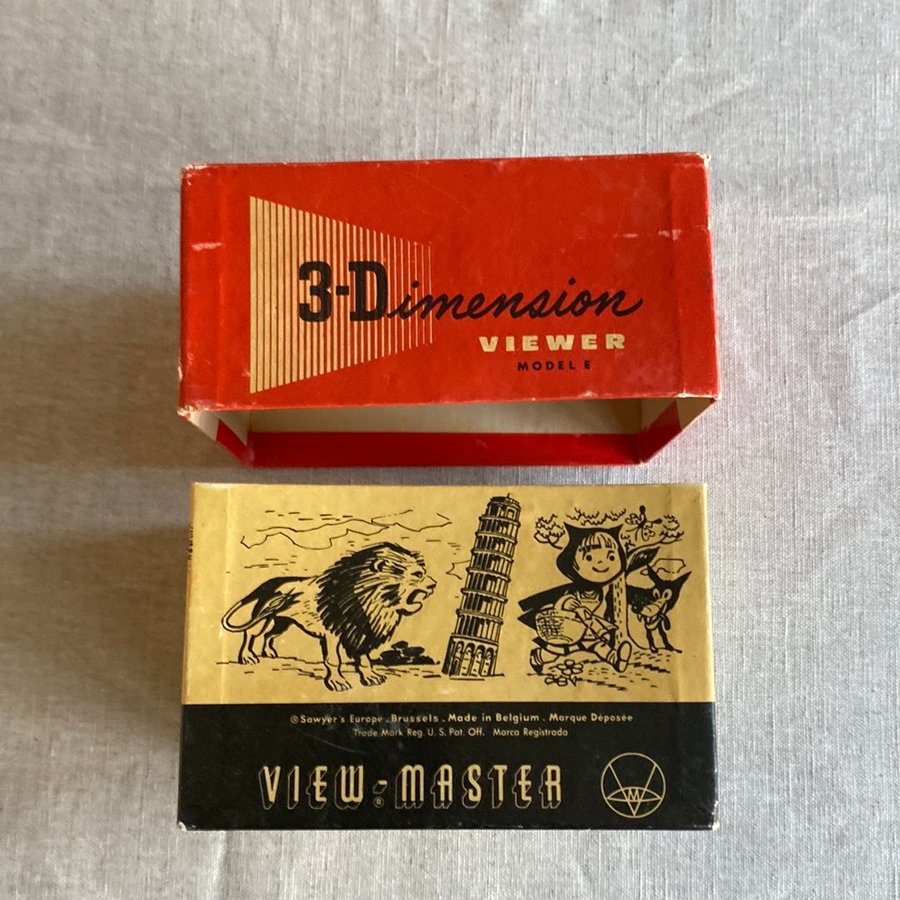 3-Dimension
VIEWER
MODEL E
® Sawyer's Europe . Brussels . Made in Belgium . Marque Déposée
Trade Mark Reg. U. S. Pat. Off. Marca Registrada
VIEW-MASTER
®
VM